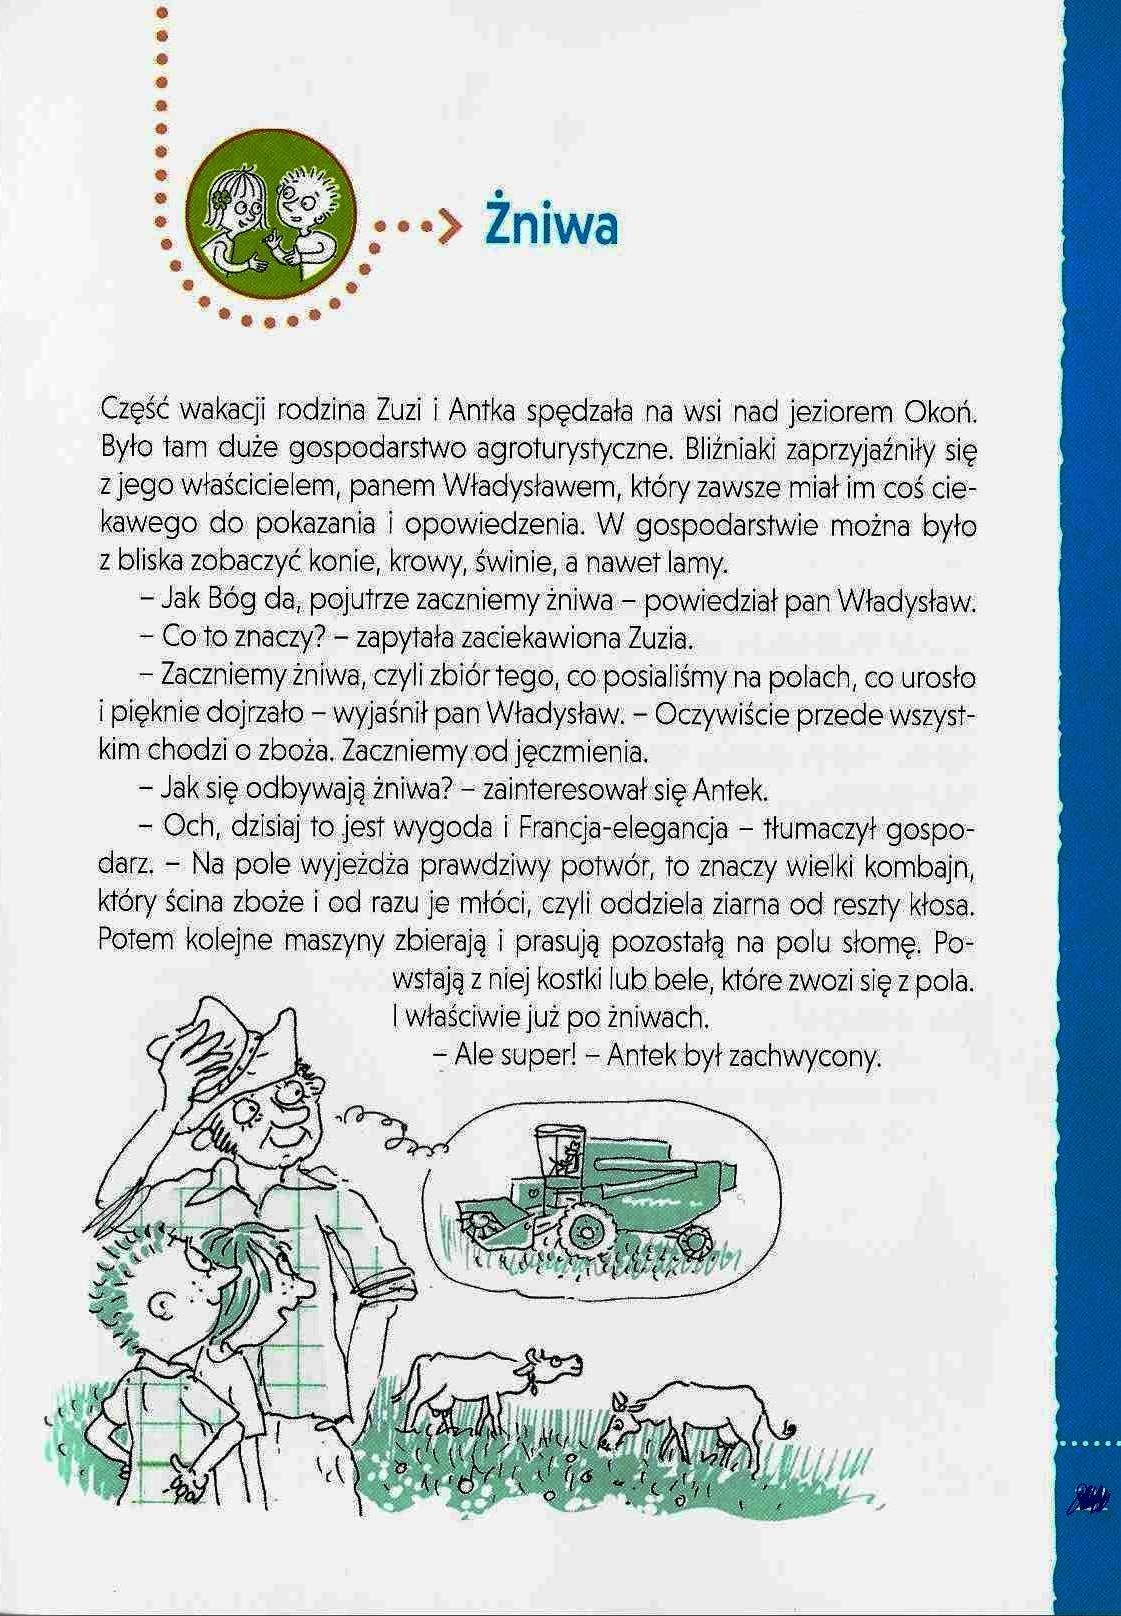 Żniwa
Część wakacji rodzina Zuzi i Antka spędzała na wsi nad jeziorem Okoń.
Było tam duże gospodarstwo agroturystyczne. Bliźniaki zaprzyjaźniły się
z jego właścicielem, panem Władysławem, który zawsze miał im coś cie-
kawego do pokazania i opowiedzenia. W gospodarstwie można było
z bliska zobaczyć konie, krowy, świnie, a nawet lamy.
– Jak Bóg da, pojutrze zaczniemy żniwa – powiedział pan Władysław.
– Co to znaczy? – zapytała zaciekawiona Zuzia.
– Zaczniemy żniwa, czyli zbiór tego, co posialiśmy na polach, co urosło
i pięknie dojrzało – wyjaśnił pan Władysław. – Oczywiście przede wszyst-
kim chodzi o zboża. Zaczniemy od jęczmienia.
– Jak się odbywają żniwa? – zainteresował się Antek.
– Och, dzisiaj to jest wygoda i Francja-elegancja – tłumaczył gospo-
darz. – Na pole wyjeżdża prawdziwy potwór, to znaczy wielki kombajn,
który ścina zboże i od razu je młóci, czyli oddziela ziarna od reszty kłosa.
Potem kolejne maszyny zbierają i prasują pozostałą na polu słomę. Po-
wstają z niej kostki lub bele, które zwozi się z pola.
I właściwie już po żniwach.
– Ale super! – Antek był zachwycony.